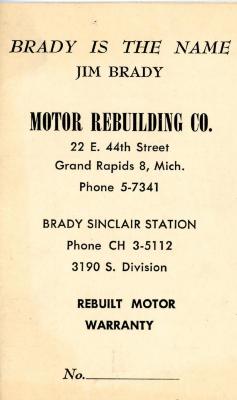 BRADY IS THE NAME
JIM BRADY
MOTOR REBUILDING CO.
22 E. 44th Street
Grand Rapids 8, Mich.
Phone 5-7341
BRADY SINCLAIR STATION
Phone CH 3-5112
3190 S. Division
REBUILT MOTOR
WARRANTY
No.